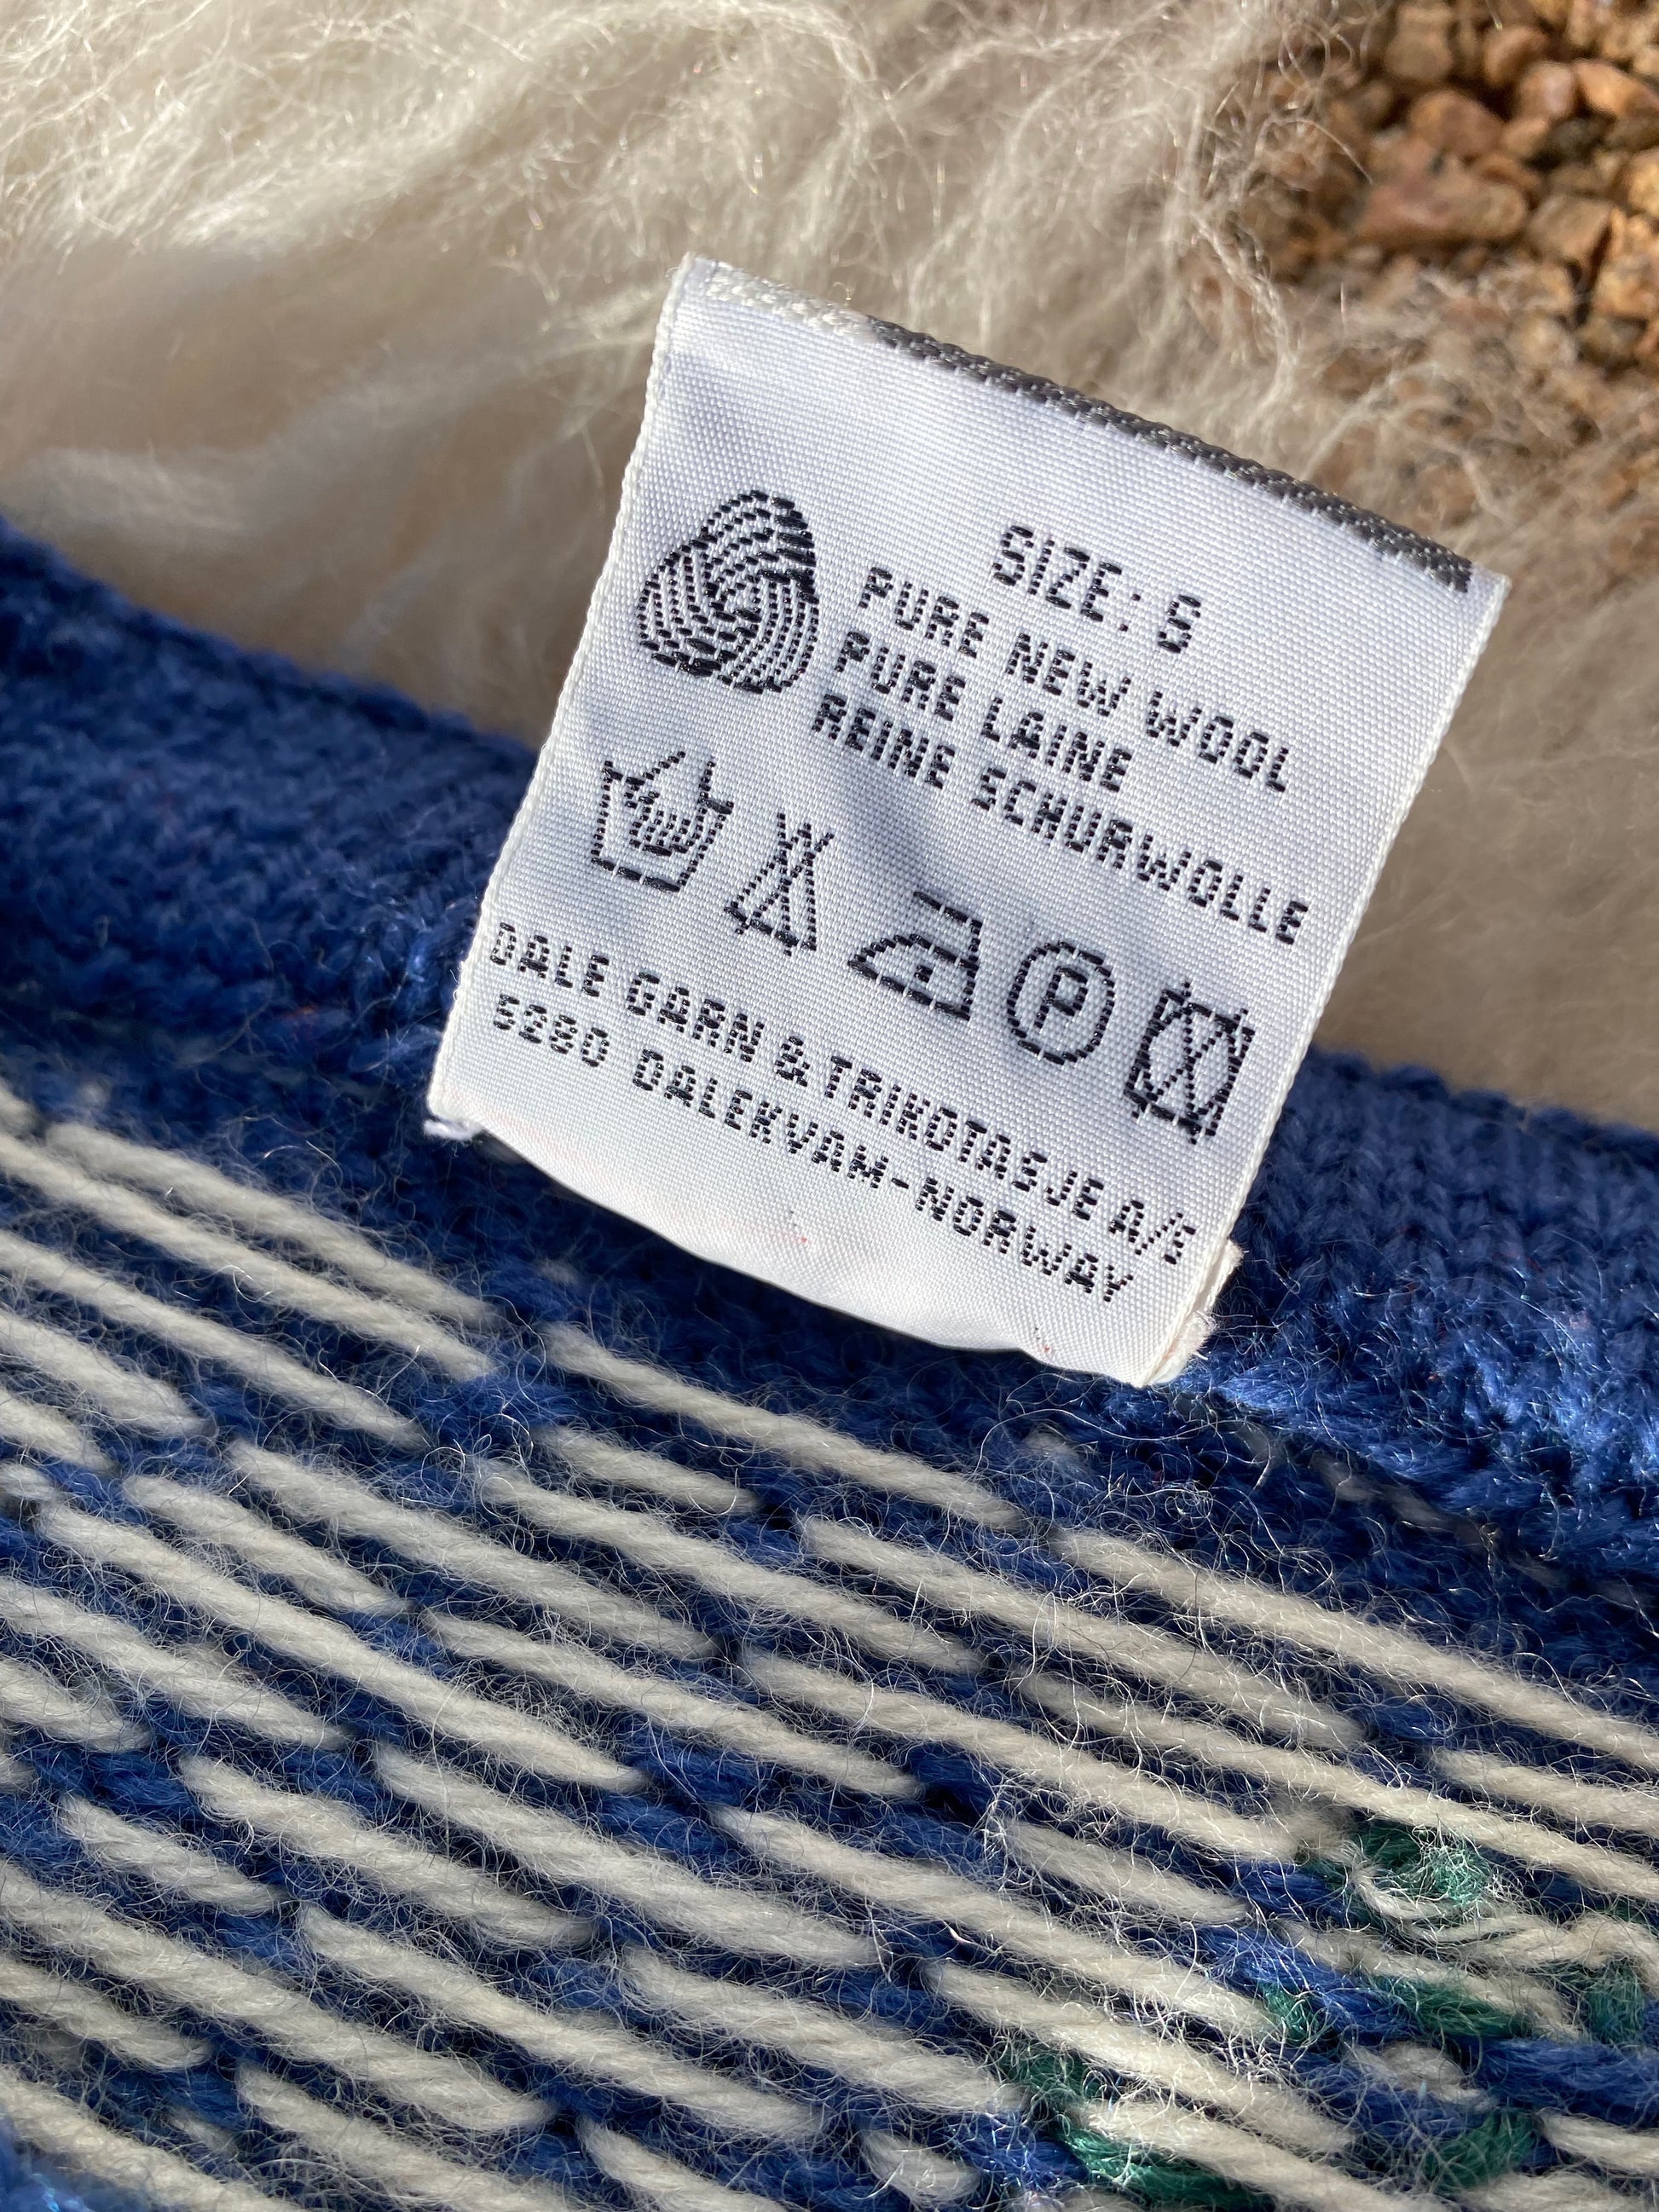 SIZE: S
PURE NEW WOOL
PURE LAINE
REINE SCHURWOLLE
P
DALE GARN & TRIKOTASJE A/S
5280 DALEKVAM-NORWAY